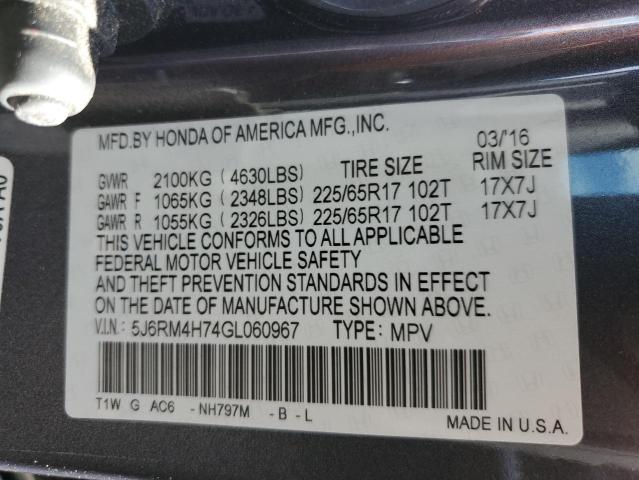 MFD.BY HONDA OF AMERICA MFG.,INC.
03/'16
GVWR 2100KG (4630LBS) TIRE SIZE RIM SIZE
GAWR F 1065KG (2348LBS) 225/65R17 102T 17X7J
GAWR R 1055KG (2326LBS) 225/65R17 102T 17X7J
THIS VEHICLE CONFORMS TO ALL APPLICABLE
FEDERAL MOTOR VEHICLE SAFETY
AND THEFT PREVENTION STANDARDS IN EFFECT
ON THE DATE OF MANUFACTURE SHOWN ABOVE.
V.I.N.: 5J6RM4H74GL060967 TYPE: MPV
T1W G AC6 -NH797M -B-L
MADE IN U.S.A.